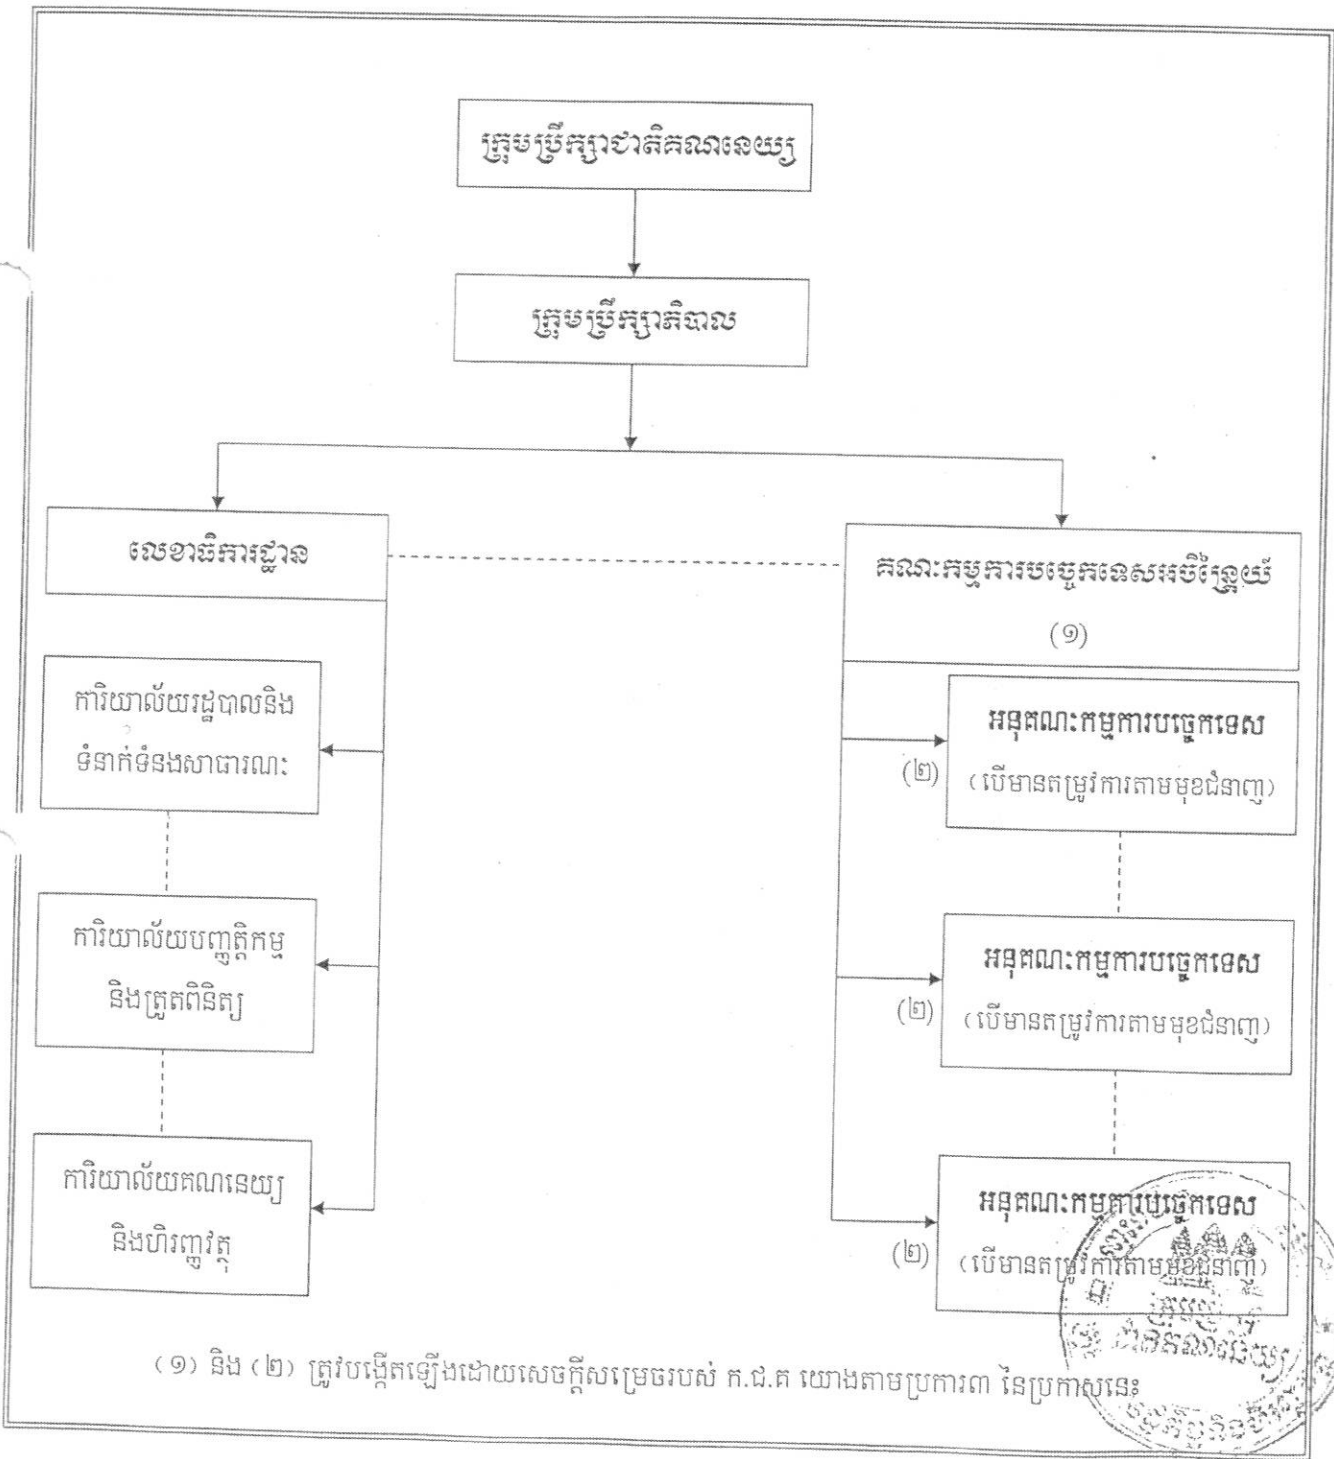 ក្រុមប្រឹក្សាជាតិគណនេយ្យ
ក្រុមប្រឹក្សាភិបាល
លេខាធិការដ្ឋាន
គណៈកម្មការបច្ចេកទេសអចិន្ត្រៃយ៍
(១)
ការិយាល័យរដ្ឋបាលនិង
ទំនាក់ទំនងសាធារណៈ
ការិយាល័យបញ្ញត្តិកម្ម
និងត្រួតពិនិត្យ
ការិយាល័យគណនេយ្យ
និងហិរញ្ញវត្ថុ
អនុគណៈកម្មការបច្ចេកទេស
(២)
(បើមានតម្រូវការតាមមុខជំនាញ)
អនុគណៈកម្មការបច្ចេកទេស
(២)
(បើមានតម្រូវការតាមមុខជំនាញ)
អនុគណៈកម្មការបច្ចេកទេស
(២)
(បើមានតម្រូវការតាមមុខជំនាញ)
(១) និង (២) ត្រូវបង្កើតឡើងដោយសេចក្តីសម្រេចរបស់ ក.ជ.គ យោងតាមប្រការ៣ នៃប្រកាសនេះ